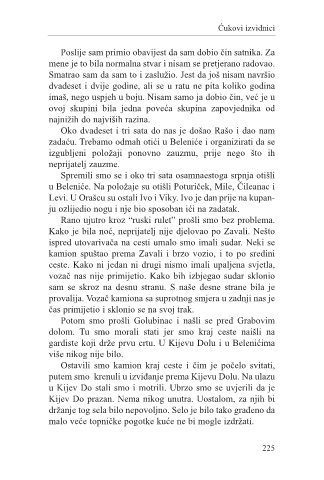 Ćukovi izvidnici
Poslije sam primio obavijest da sam dobio čin satnika. Za
mene je to bila normalna stvar i nisam se pretjerano radovao.
Smatrao sam da sam to i zaslužio. Jest da još nisam navršio
dvadeset i dvije godine, ali se u ratu ne pita koliko godina
imaš, nego uspjeh u boju. Nisam samo ja dobio čin, već je u
ovoj skupini bila jedna poveća skupina zapovjednika od
najnižih do najviših razina.
Oko dvadeset i tri sata do nas je došao Rašo i dao nam
zadaću. Trebamo odmah otići u Beleniće i organizirati da se
izgubljeni položaji ponovno zauzmu, prije nego što ih
neprijatelj zauzme.
Spremili smo se i oko tri sata osamnaestoga srpnja otišli
u Beleniće. Na položaje su otišli Poturiček, Mile, Čileanac i
Levi. U Orašcu su ostali Ivo i Viky. Ivo je dan prije na kupan-
ju ozlijedio nogu i nije bio sposoban ići na zadatak.
Rano ujutro kroz “ruski rulet” prošli smo bez problema.
Kako je bila noć, neprijatelj nije djelovao po Zavali. Nešto
ispred utovarivača na cesti umalo smo imali sudar. Neki se
kamion spuštao prema Zavali i brzo vozio, i to po sredini
ceste. Kako ni jedan ni drugi nismo imali upaljena svjetla,
vozač nas nije primijetio. Kako bih izbjegao sudar sklonio
sam se skroz na desnu stranu. S naše desne strane bila je
provalija. Vozač kamiona sa suprotnog smjera u zadnji nas je
čas primijetio i sklonio se na svoj trak.
Potom smo prošli Golubinac i našli se pred Grabovim
dolom. Tu smo morali stati jer smo kraj ceste naišli na
gardiste koji drže prvu crtu. U Kijevu Dolu i u Belenićima
više nikog nije bilo.
Ostavili smo kamion kraj ceste i čim je počelo svitati,
putem smo krenuli u izviđanje prema Kijevu Dolu. Na ulazu
u Kijev Do stali smo i motrili. Ubrzo smo se uvjerili da je
Kijev Do prazan. Nema nikog unutra. Uostalom, za njih bi
držanje tog sela bilo nepovoljno. Selo je bilo tako građeno da
malo veće topničke pogotke kuće ne bi mogle izdržati.
225